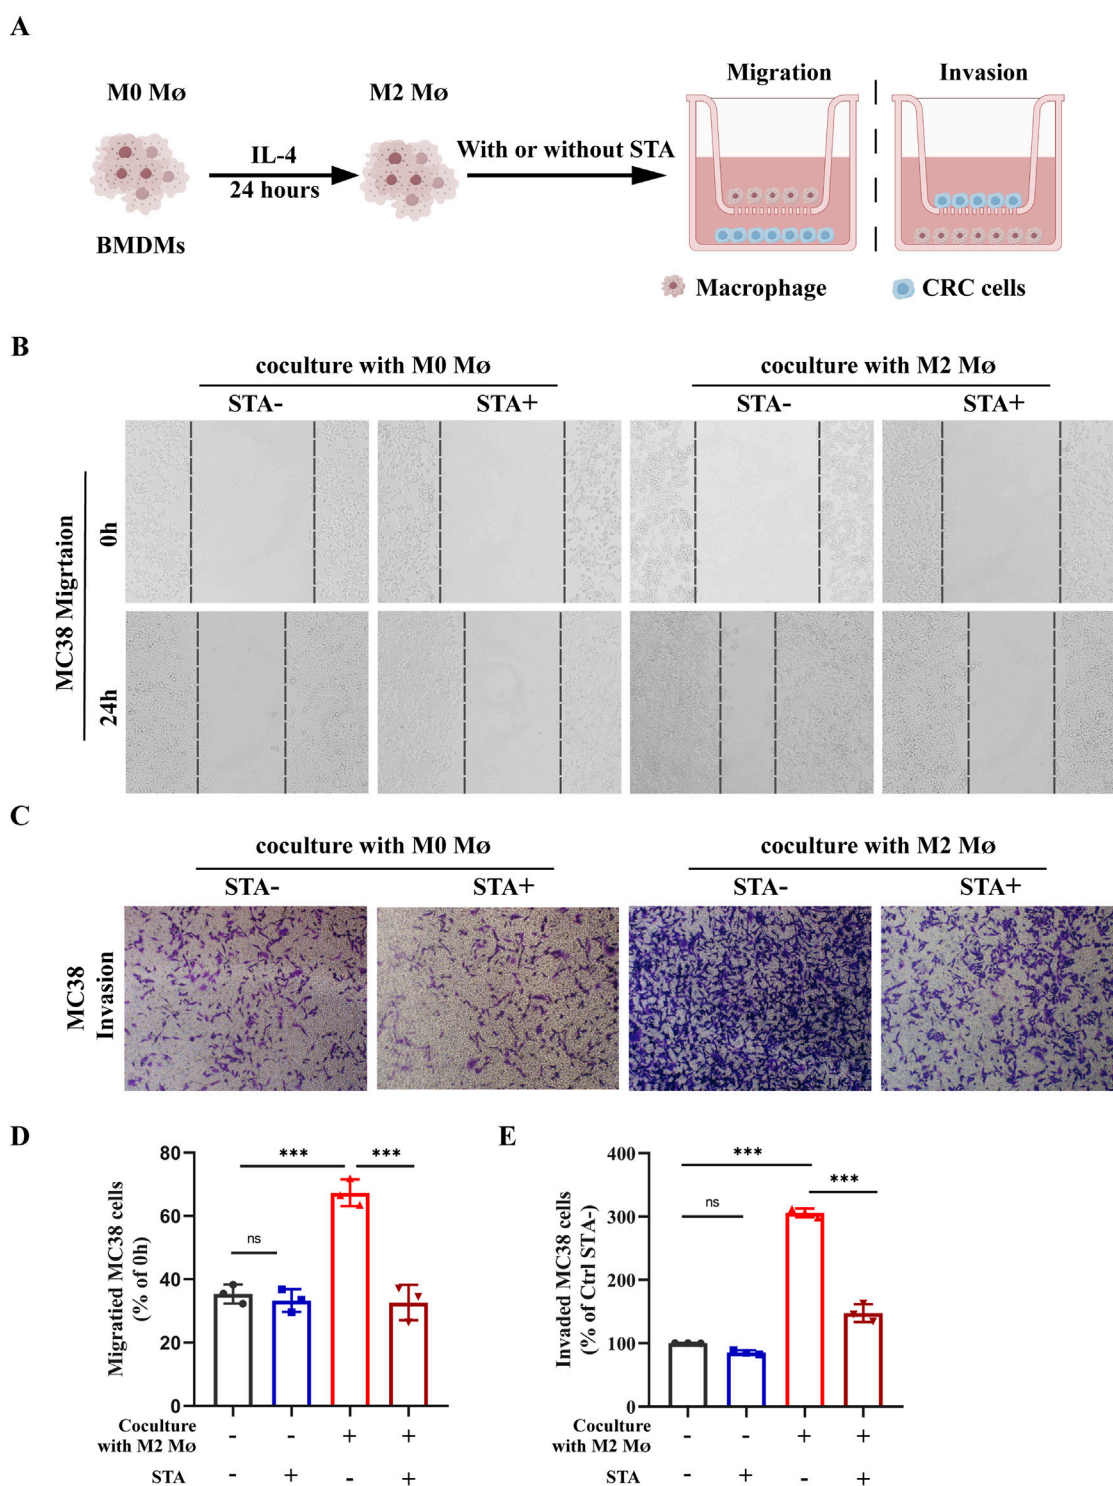 A
M0 Mø
M2 Mø
Migration
Invasion
IL-4
24 hours
With or without STA
BMDMs
Macrophage
CRC cells
B
coculture with M0 Mø
coculture with M2 Mø
STA-
STA+
STA-
STA+
MC38 Migrtaion
0h
24h
C
coculture with M0 Mø
coculture with M2 Mø
STA-
STA+
STA-
STA+
MC38
Invasion
D
Migratied MC38 cells
(% of 0h)
80
60
40
20
0
ns
***
***
Coculture
with M2 Mø
- - + +
STA
- + - +
E
Invaded MC38 cells
(% of Ctrl STA-)
400
300
200
100
0
ns
***
***
Coculture
with M2 Mø
- - + +
STA
- + - +